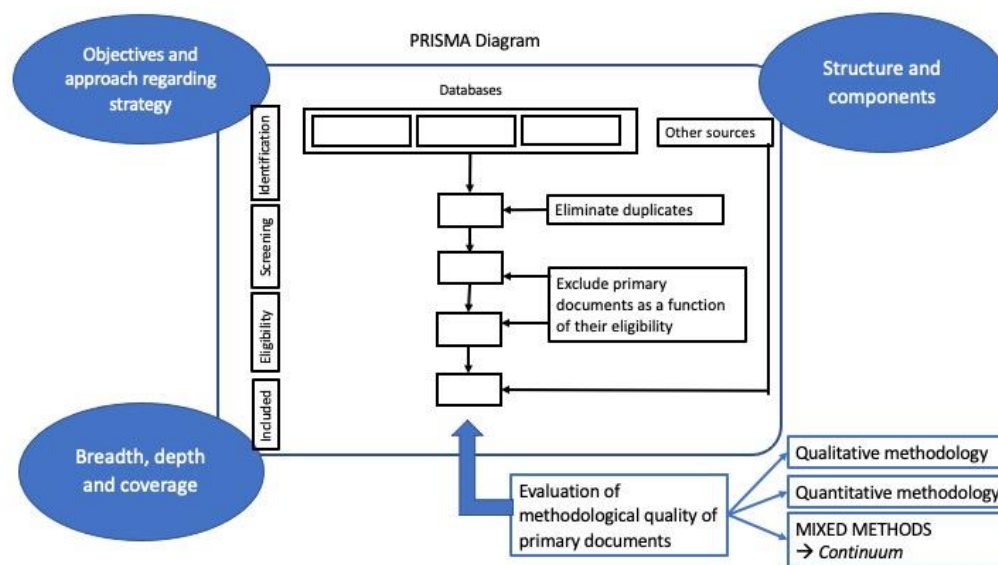 PRISMA Diagram
Objectives and
approach regarding
strategy
Structure and
components
Databases
Other sources
Identification
Eliminate duplicates
Screening
Exclude primary
documents as a function
of their eligibility
Eligibility
Included
Breadth, depth
and coverage
Evaluation of
methodological quality of
primary documents
Qualitative methodology
Quantitative methodology
MIXED METHODS
→ Continuum